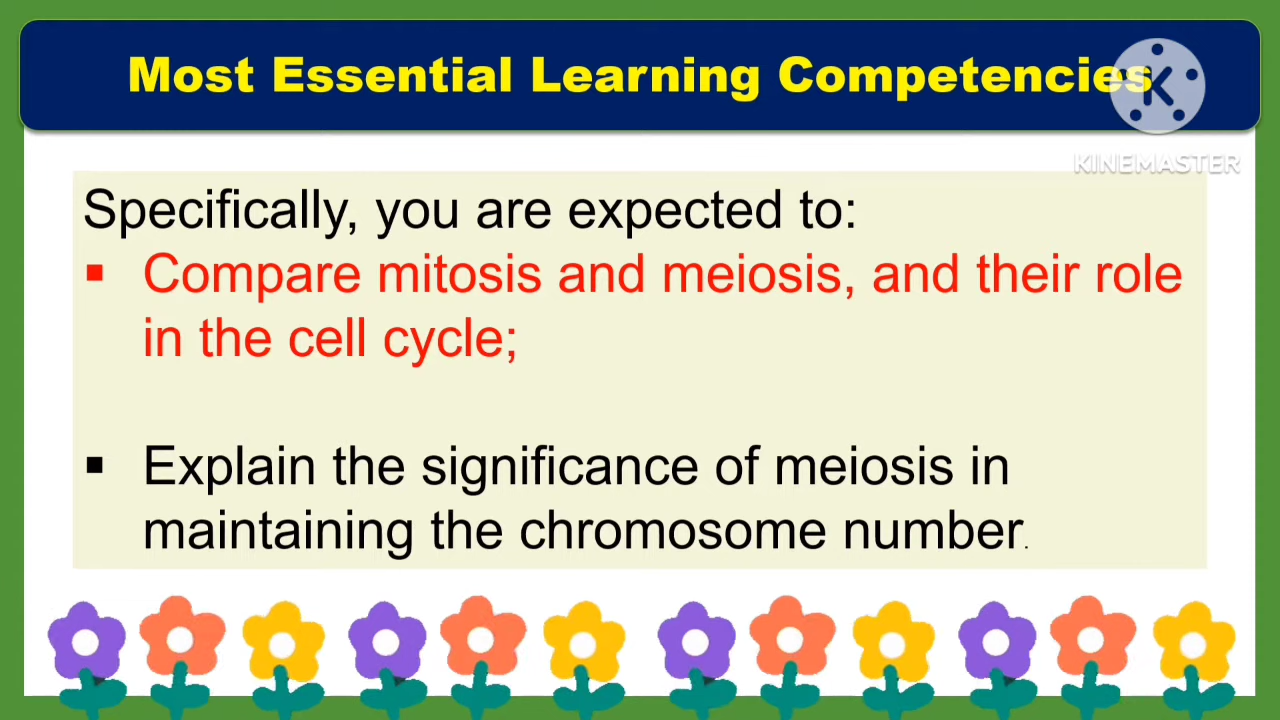 Most Essential Learning Competencies
K
KINEMASTER
Specifically, you are expected to:
▪ Compare mitosis and meiosis, and their role
in the cell cycle;
▪ Explain the significance of meiosis in
maintaining the chromosome number.